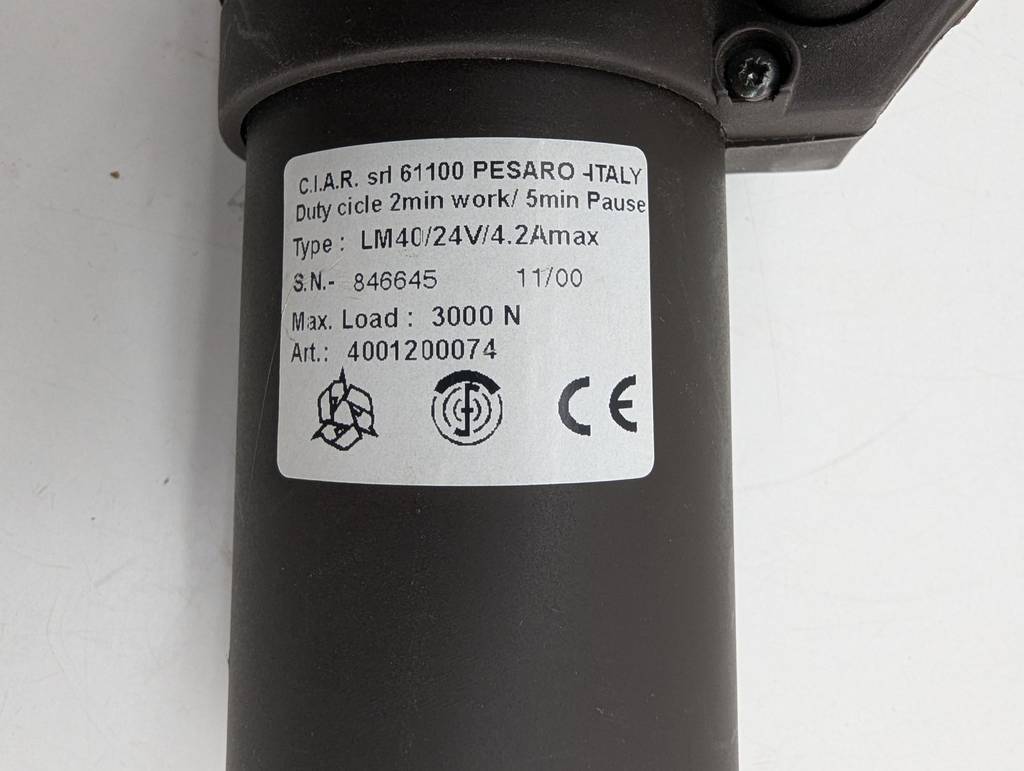 C.I.A.R. srl 61100 PESARO -ITALY
Duty cicle 2min work/ 5min Pause
Type : LM40/24V/4.2Amax
S.N.- 846645 11/00
Max. Load : 3000 N
Art.: 4001200074
CE